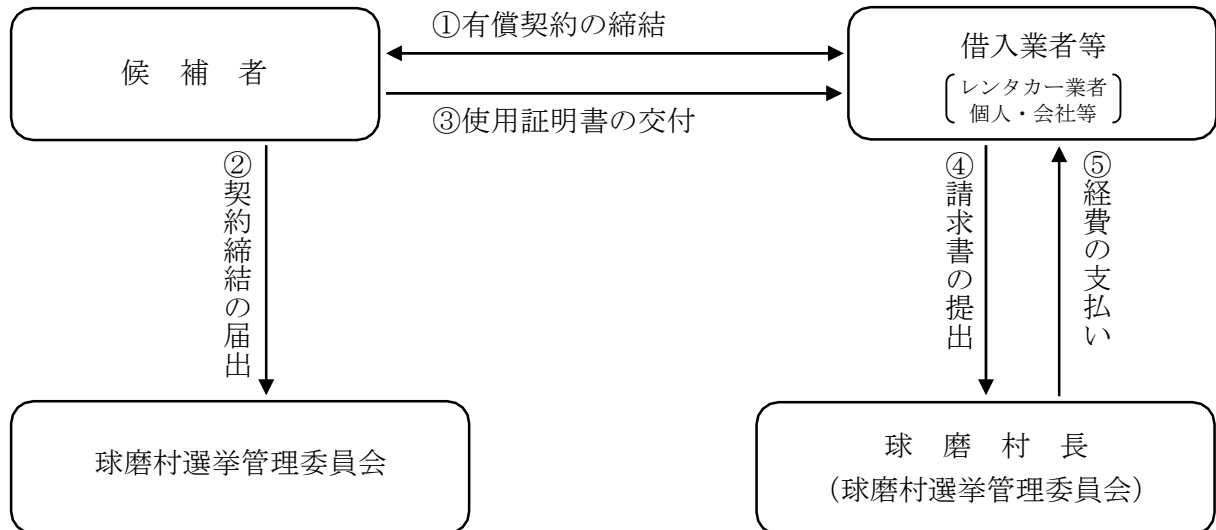 ①有償契約の締結
候　補　者
借入業者等
レンタカー業者
個人・会社等
③使用証明書の交付
②契約締結の届出
④請求書の提出
⑤経費の支払い
球磨村選挙管理委員会
球　磨　村　長
（球磨村選挙管理委員会）